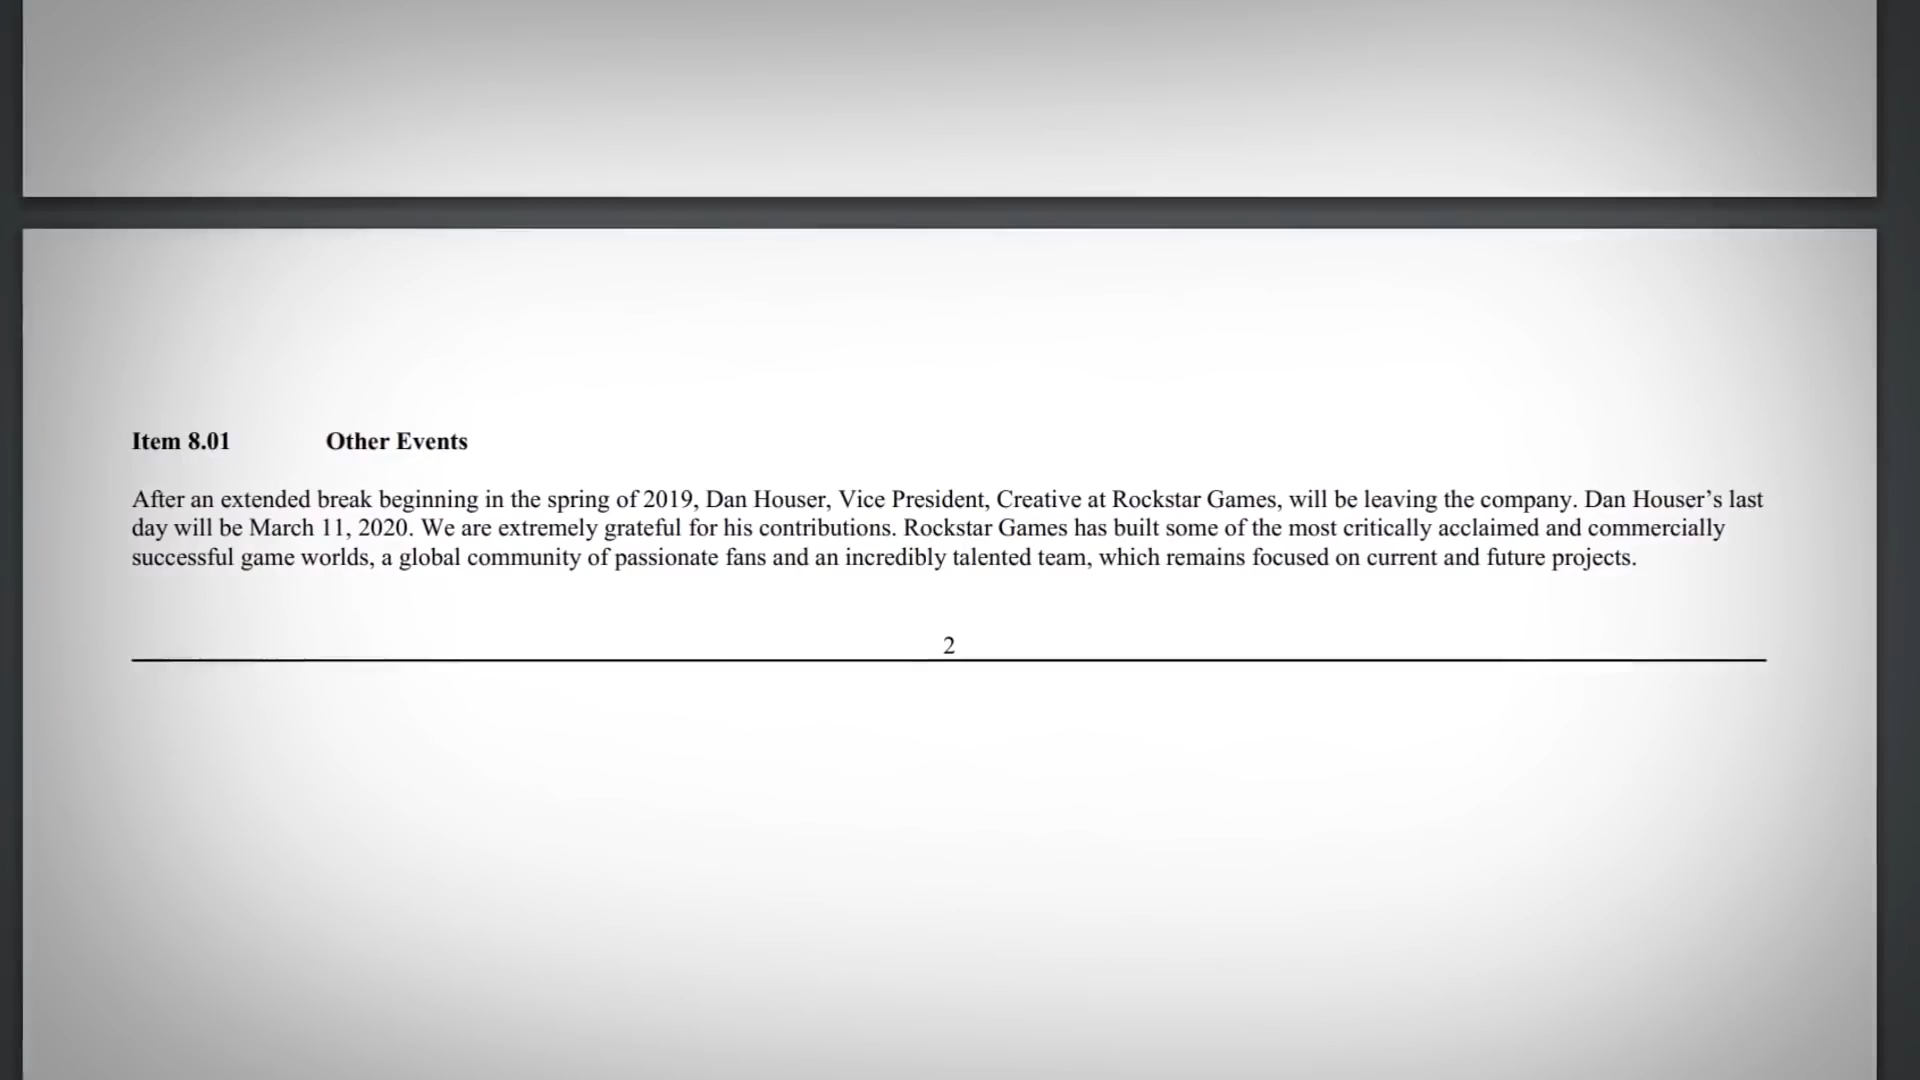 Item 8.01 Other Events
After an extended break beginning in the spring of 2019, Dan Houser, Vice President, Creative at Rockstar Games, will be leaving the company. Dan Houser’s last
day will be March 11, 2020. We are extremely grateful for his contributions. Rockstar Games has built some of the most critically acclaimed and commercially
successful game worlds, a global community of passionate fans and an incredibly talented team, which remains focused on current and future projects.
2